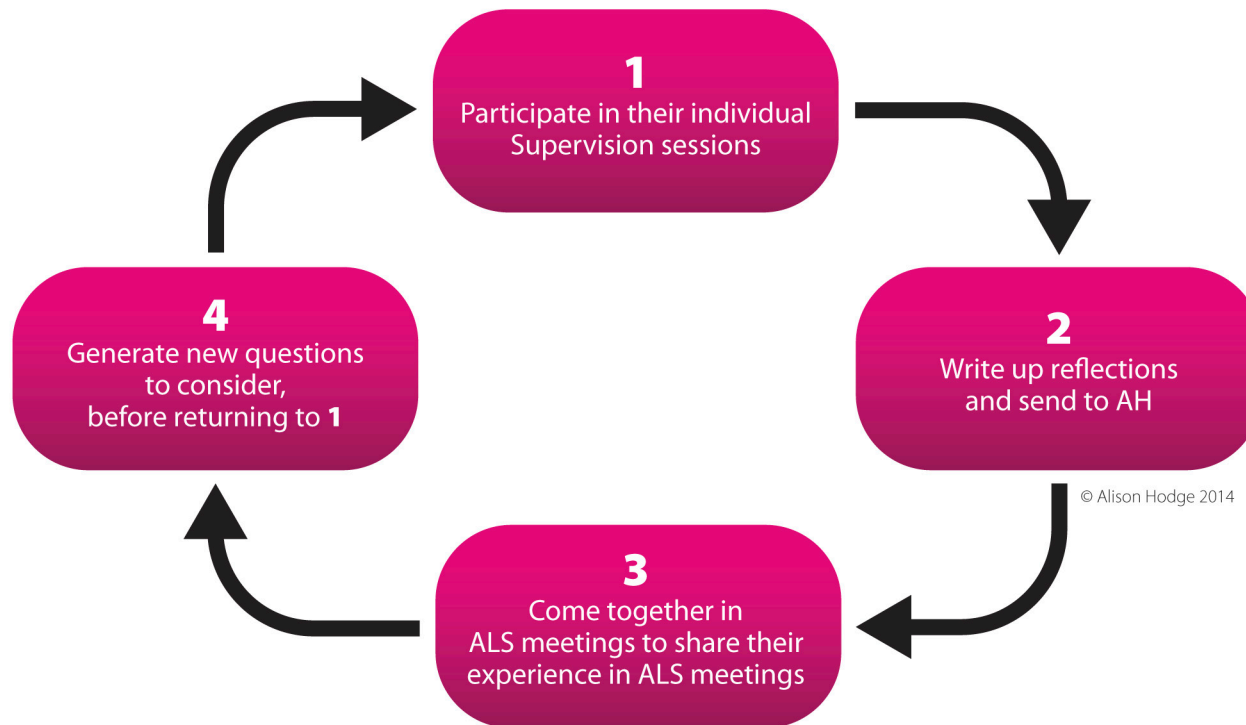 1
Participate in their individual
Supervision sessions
2
Write up reflections
and send to AH
© Alison Hodge 2014
3
Come together in
ALS meetings to share their
experience in ALS meetings
4
Generate new questions
to consider,
before returning to 1